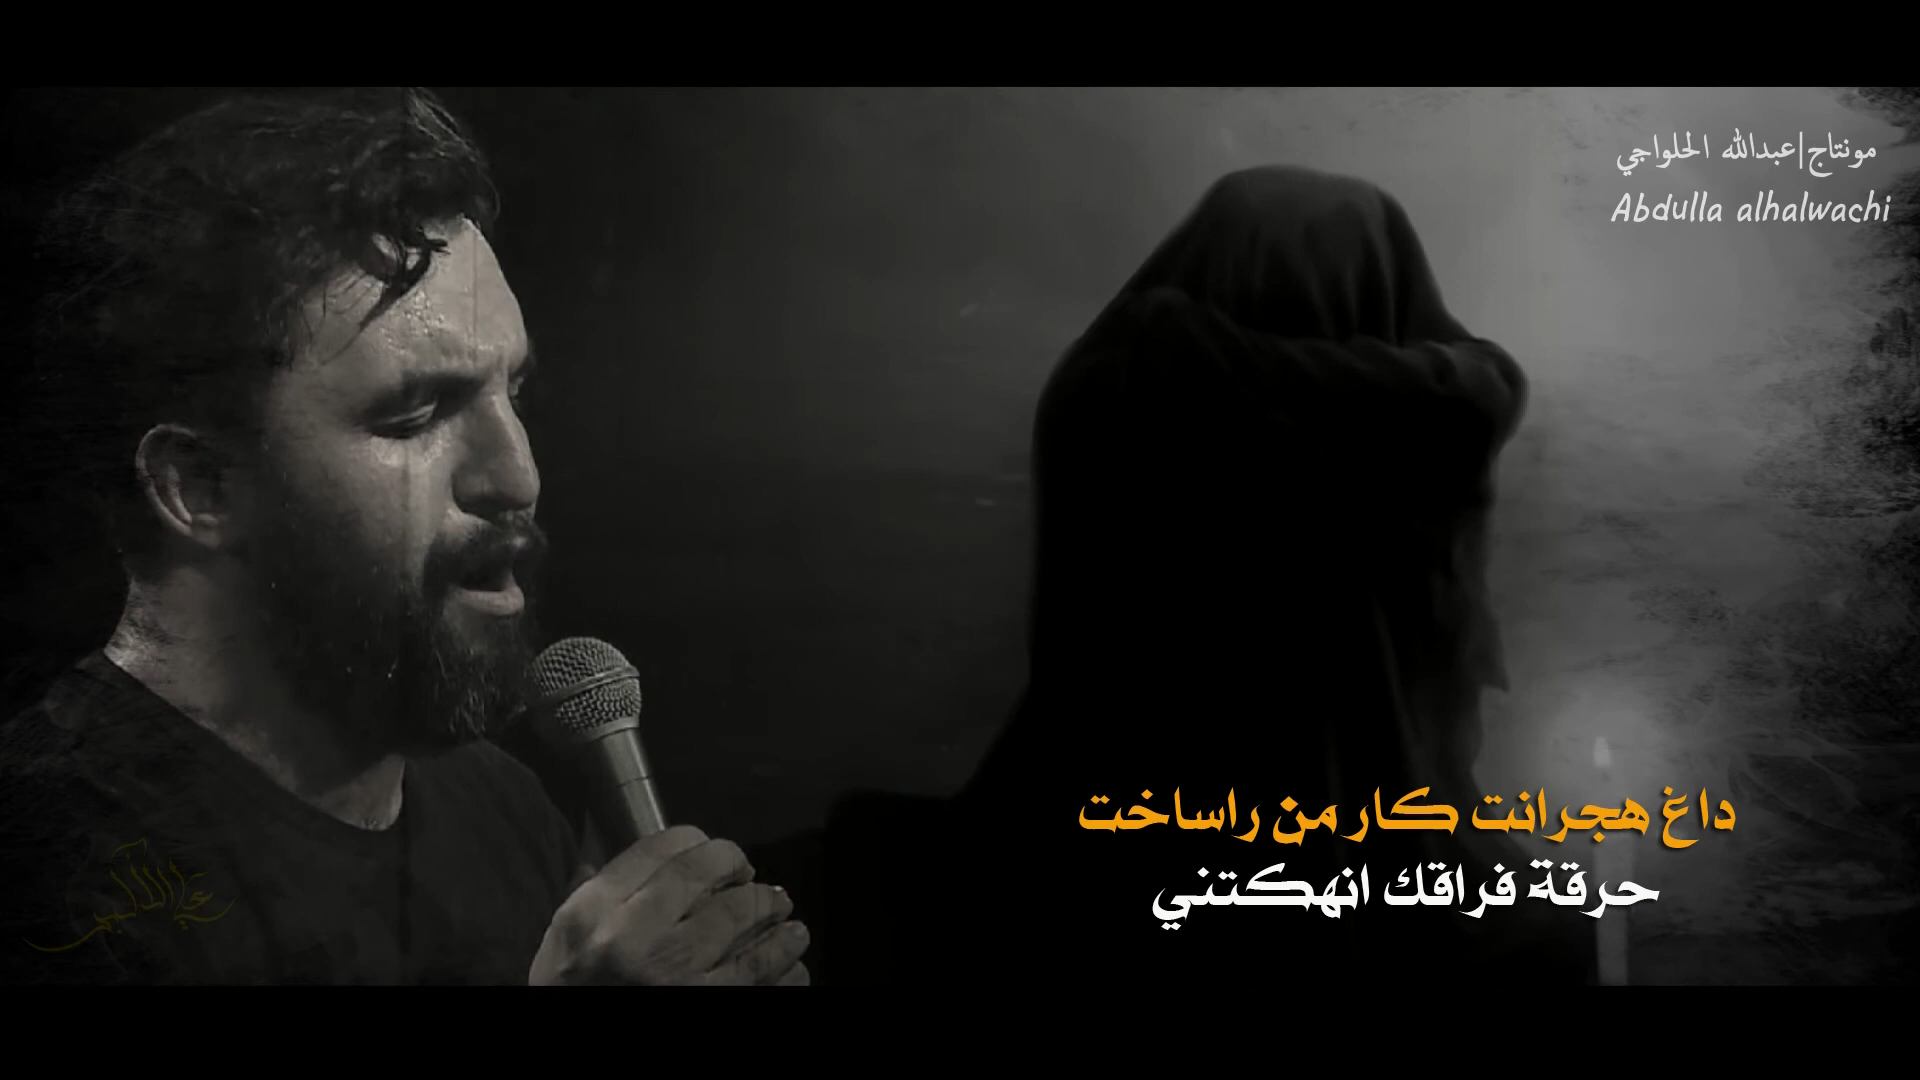 مونتاج|عبدالله الحلواجي
Abdulla alhalwachi
داغ هجرانت كار من راساخت
حرقة فراقك انهكتني